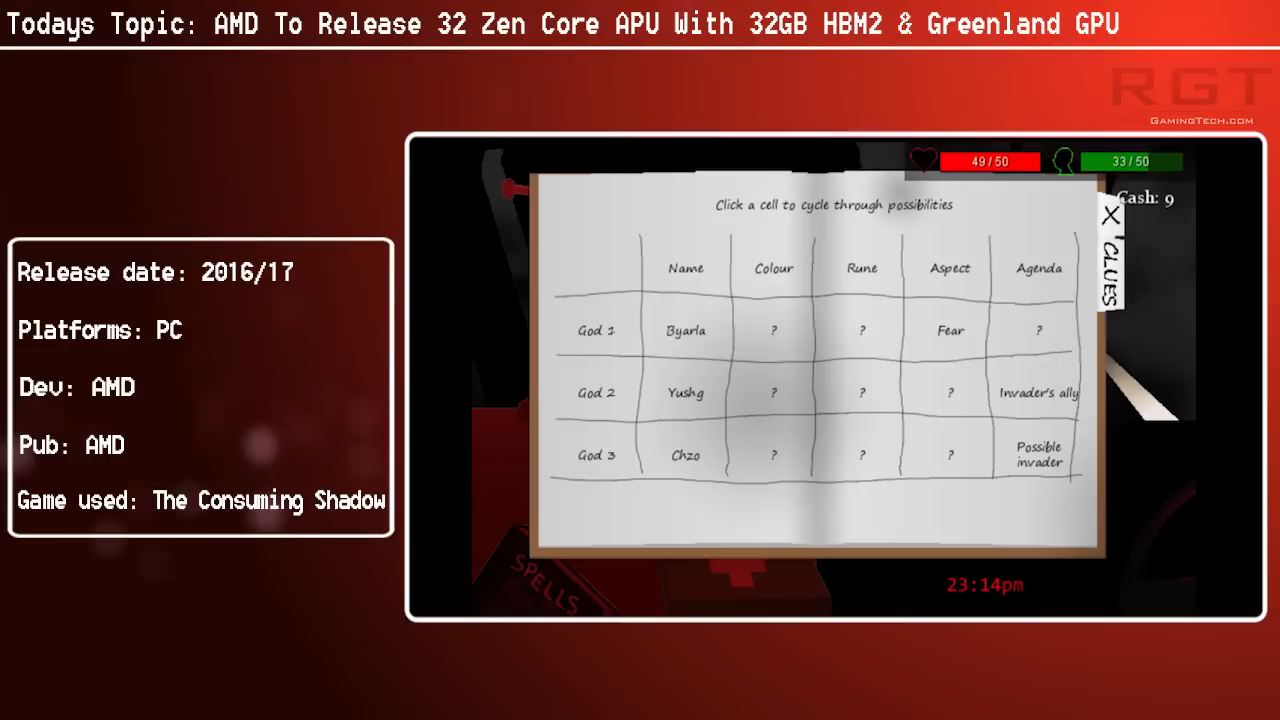 Todays Topic: AMD To Release 32 Zen Core APU With 32GB HBM2 & Greenland GPU
RGT
GAMINGTECH.COM
Release date: 2016/17
Platforms: PC
Dev: AMD
Pub: AMD
Game used: The Consuming Shadow
49 / 50
33 / 50
Cash: 9
Click a cell to cycle through possibilities
X
CLUES
Name Colour Rune Aspect Agenda
God 1 Byarla ? ? Fear ?
God 2 Yushg ? ? ? Invader's ally
God 3 Chzo ? ? ? Possible
invader
SPELLS
23:14pm